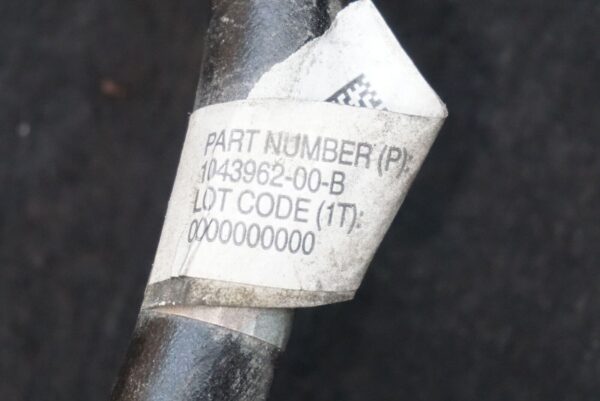 PART NUMBER (P):
1043962-00-B
LOT CODE (1T):
0000000000